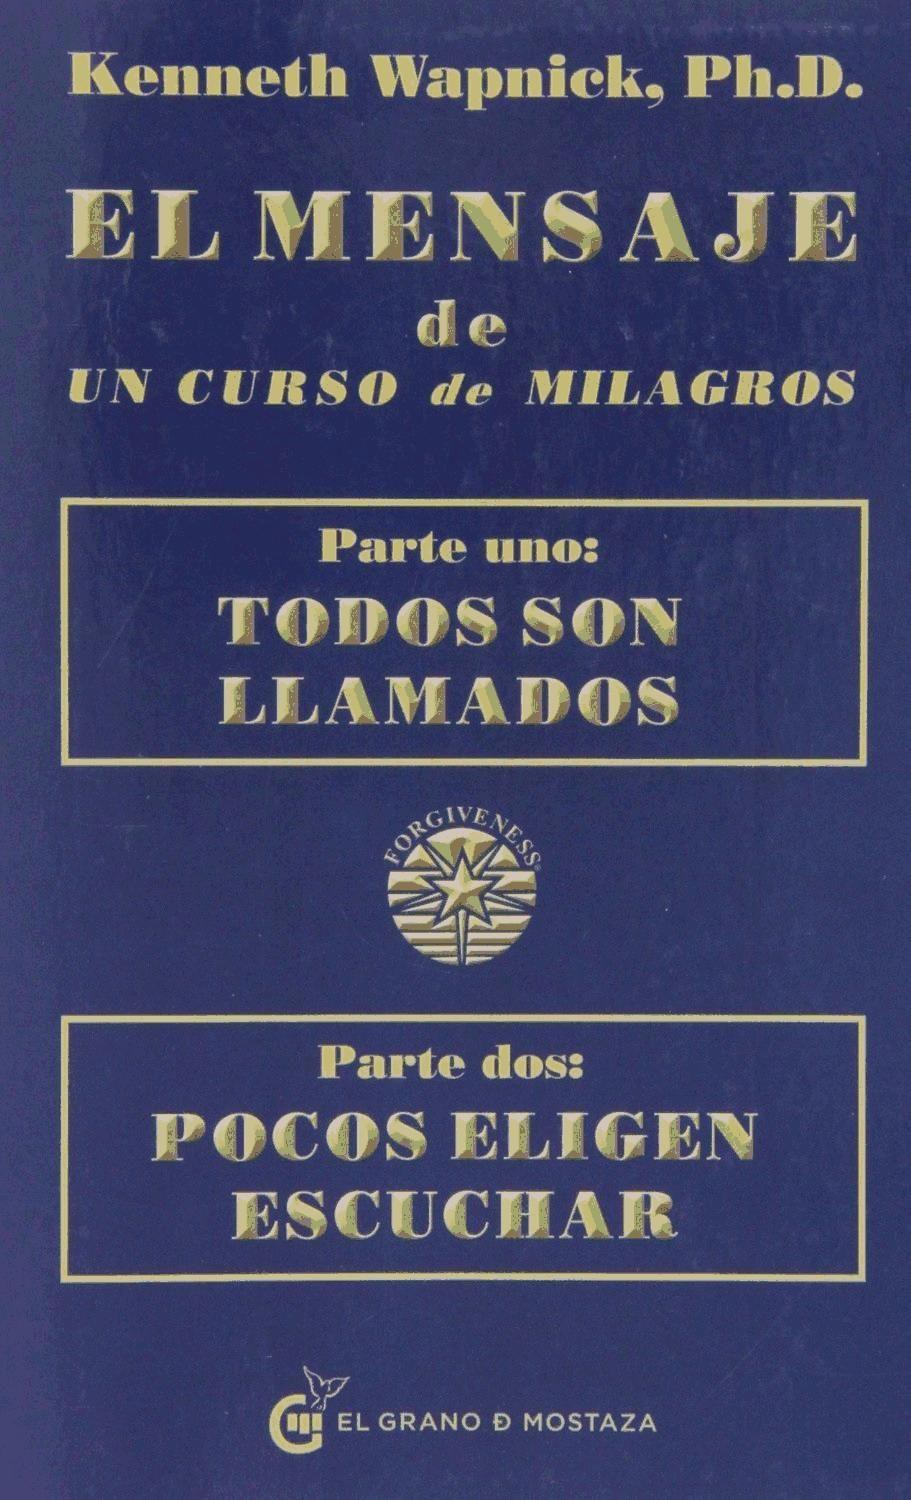 Kenneth Wapnick, Ph.D.
EL MENSAJE
de
UN CURSO de MILAGROS
Parte uno:
TODOS SON
LLAMADOS
FORGIVENESS®
Parte dos:
POCOS ELIGEN
ESCUCHAR
EL GRANO Đ MOSTAZA